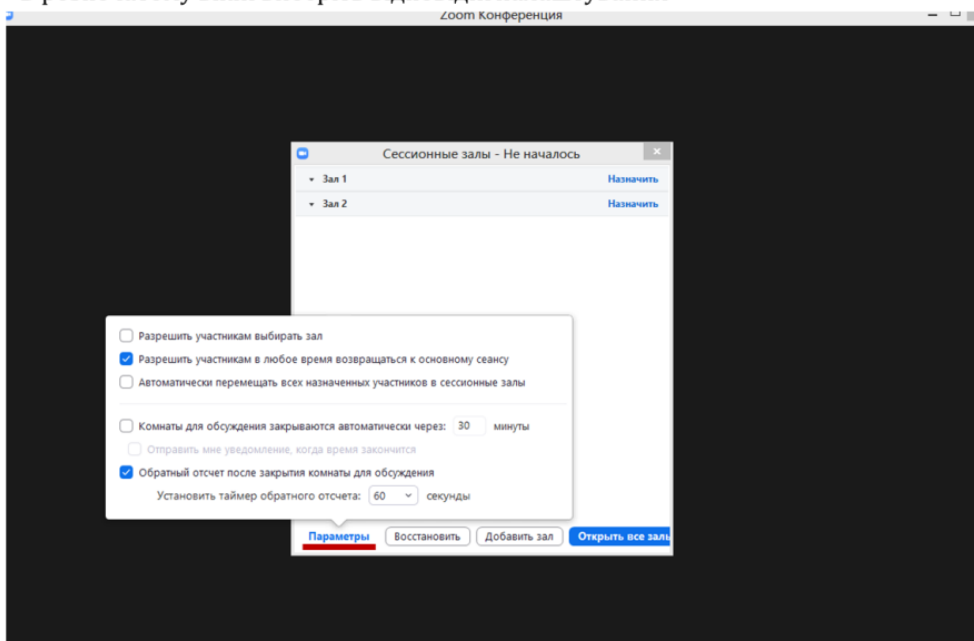 Zoom Конференция
Сессионные залы - Не началось
Зал 1 Назначить
Зал 2 Назначить
Разрешить участникам выбирать зал
Разрешить участникам в любое время возвращаться к основному сеансу
Автоматически перемещать всех назначенных участников в сессионные залы
Комнаты для обсуждения закрываются автоматически через: 30 минуты
Отправить мне уведомление, когда время закончится
Обратный отсчет после закрытия комнаты для обсуждения
Установить таймер обратного отсчета: 60 секунды
Параметры Восстановить Добавить зал Открыть все залы